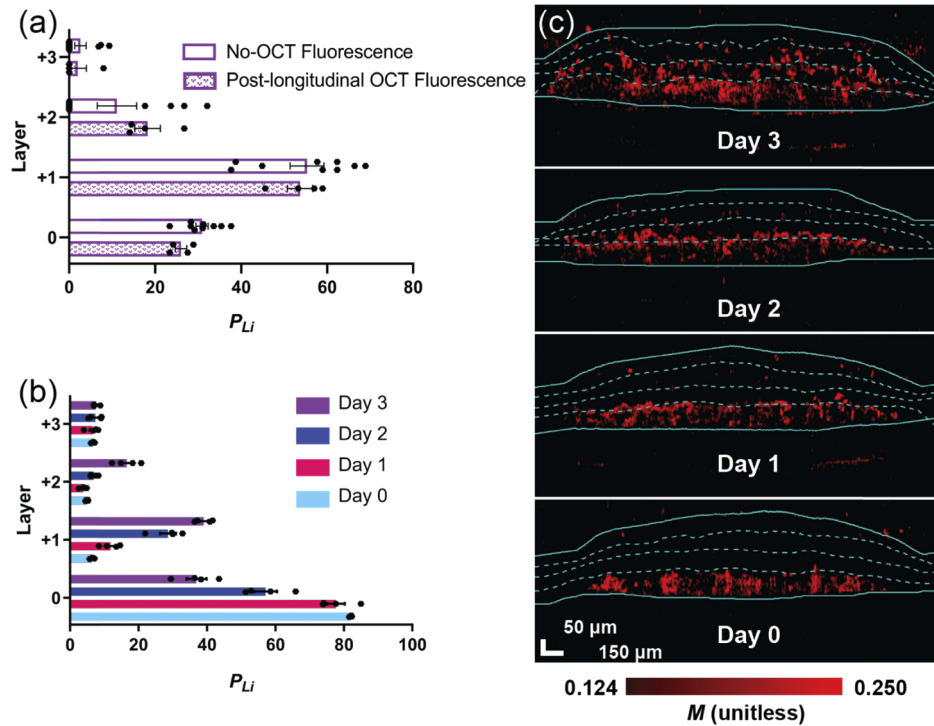 (a)
No-OCT Fluorescence
Post-longitudinal OCT Fluorescence
Layer
+3
+2
+1
0
0 20 40 60 80
P_Li
(b)
Day 3
Day 2
Day 1
Day 0
Layer
+3
+2
+1
0
0 20 40 60 80 100
P_Li
(c)
Day 3
Day 2
Day 1
Day 0
50 µm
150 µm
0.124 0.250
M (unitless)